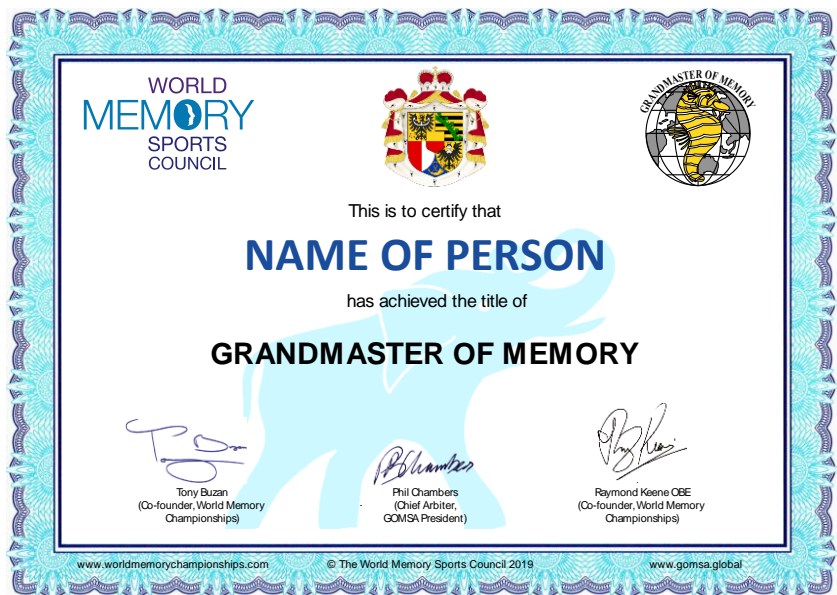 WORLD
MEMORY
SPORTS
COUNCIL
GRANDMASTER OF MEMORY
This is to certify that
NAME OF PERSON
has achieved the title of
GRANDMASTER OF MEMORY
Tony Buzan
(Co-founder, World Memory
Championships)
Phil Chambers
(Chief Arbiter,
GOMSA President)
Raymond Keene OBE
(Co-founder, World Memory
Championships)
www.worldmemorychampionships.com
© The World Memory Sports Council 2019
www.gomsa.global